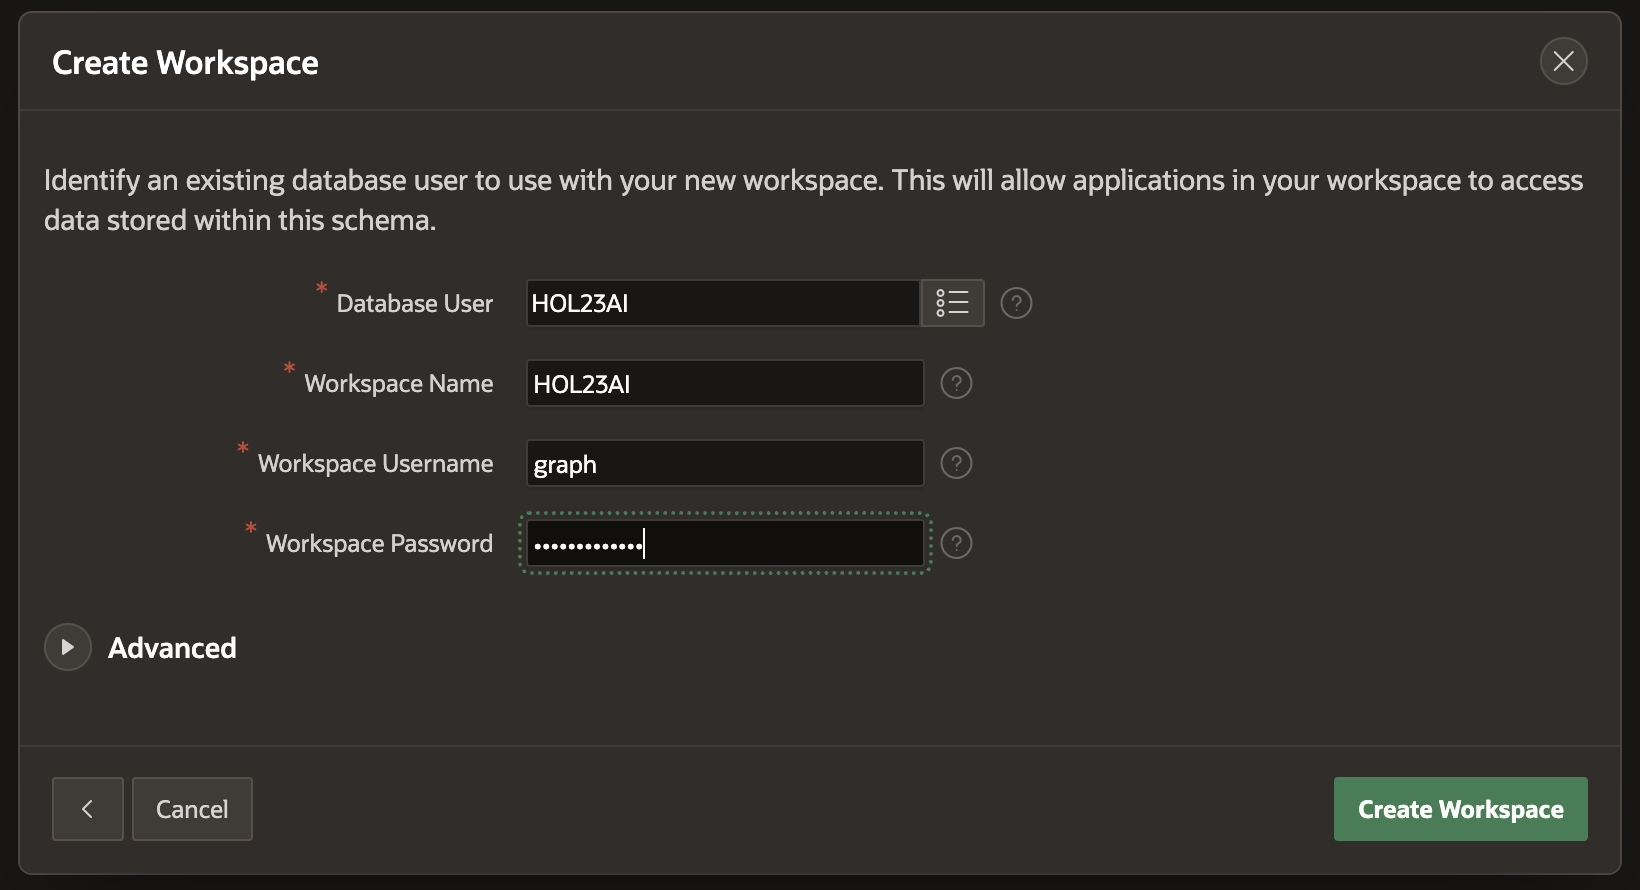 Create Workspace
Identify an existing database user to use with your new workspace. This will allow applications in your workspace to access
data stored within this schema.
* Database User HOL23AI ?
* Workspace Name HOL23AI ?
* Workspace Username graph ?
* Workspace Password ••••••••••••• ?
Advanced
Cancel Create Workspace